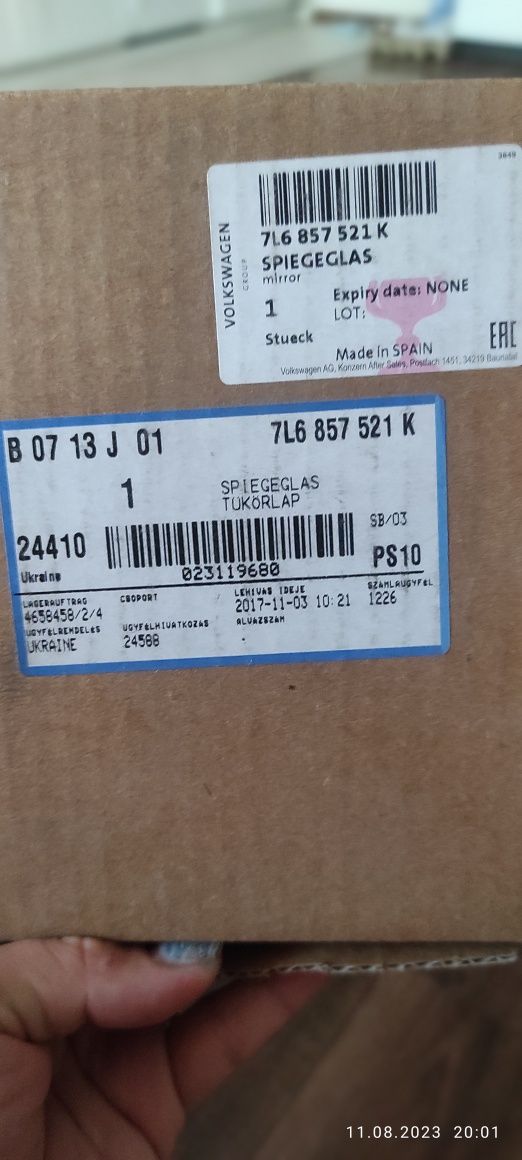 3849
VOLKSWAGEN
GROUP
7L6 857 521 K
SPIEGEGLAS
mirror
1
Expiry date: NONE
LOT:
Stueck
Made in SPAIN
EAC
Volkswagen AG, Konzern After Sales, Postfach 1451, 34219 Baunatal
B 07 13 J 01
7L6 857 521 K
1
SPIEGEGLAS
TÜKÖRLAP
24410
SB/03
Ukraine
023119680
PS10
LAGERAUFTRAG
CSOPORT
LEHIVAS IDEJE
SZAMLAUGYFEL
4658458/2/4
2017-11-03 10:21
1226
UGYFELRENDELES
UGYFELHIVATKOZAS
ALVAZSZAM
UKRAINE
24588
11.08.2023 20:01